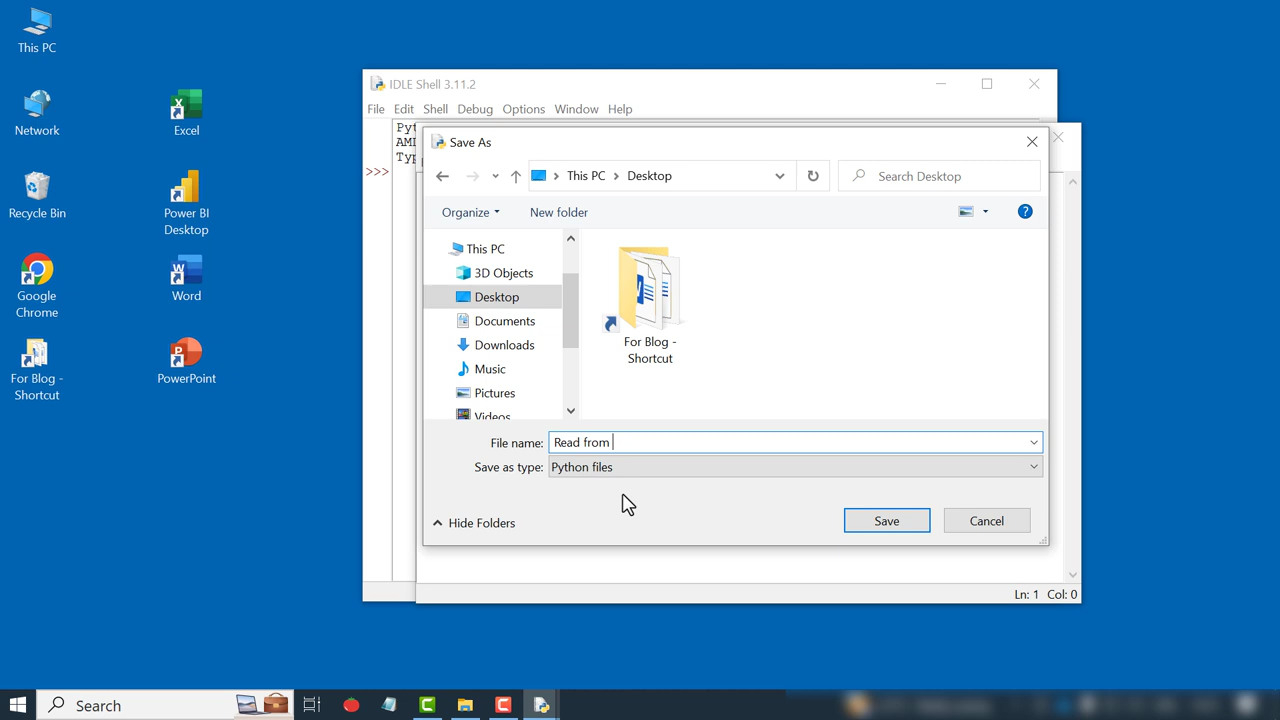 This PC
Network
Recycle Bin
Google
Chrome
For Blog -
Shortcut
Excel
Power BI
Desktop
Word
PowerPoint
IDLE Shell 3.11.2
File Edit Shell Debug Options Window Help
>>>
Save As
This PC Desktop
Search Desktop
Organize New folder
This PC
3D Objects
Desktop
Documents
Downloads
Music
Pictures
Videos
For Blog -
Shortcut
File name: Read from
Save as type: Python files
Hide Folders
Save Cancel
Ln: 1 Col: 0
Search